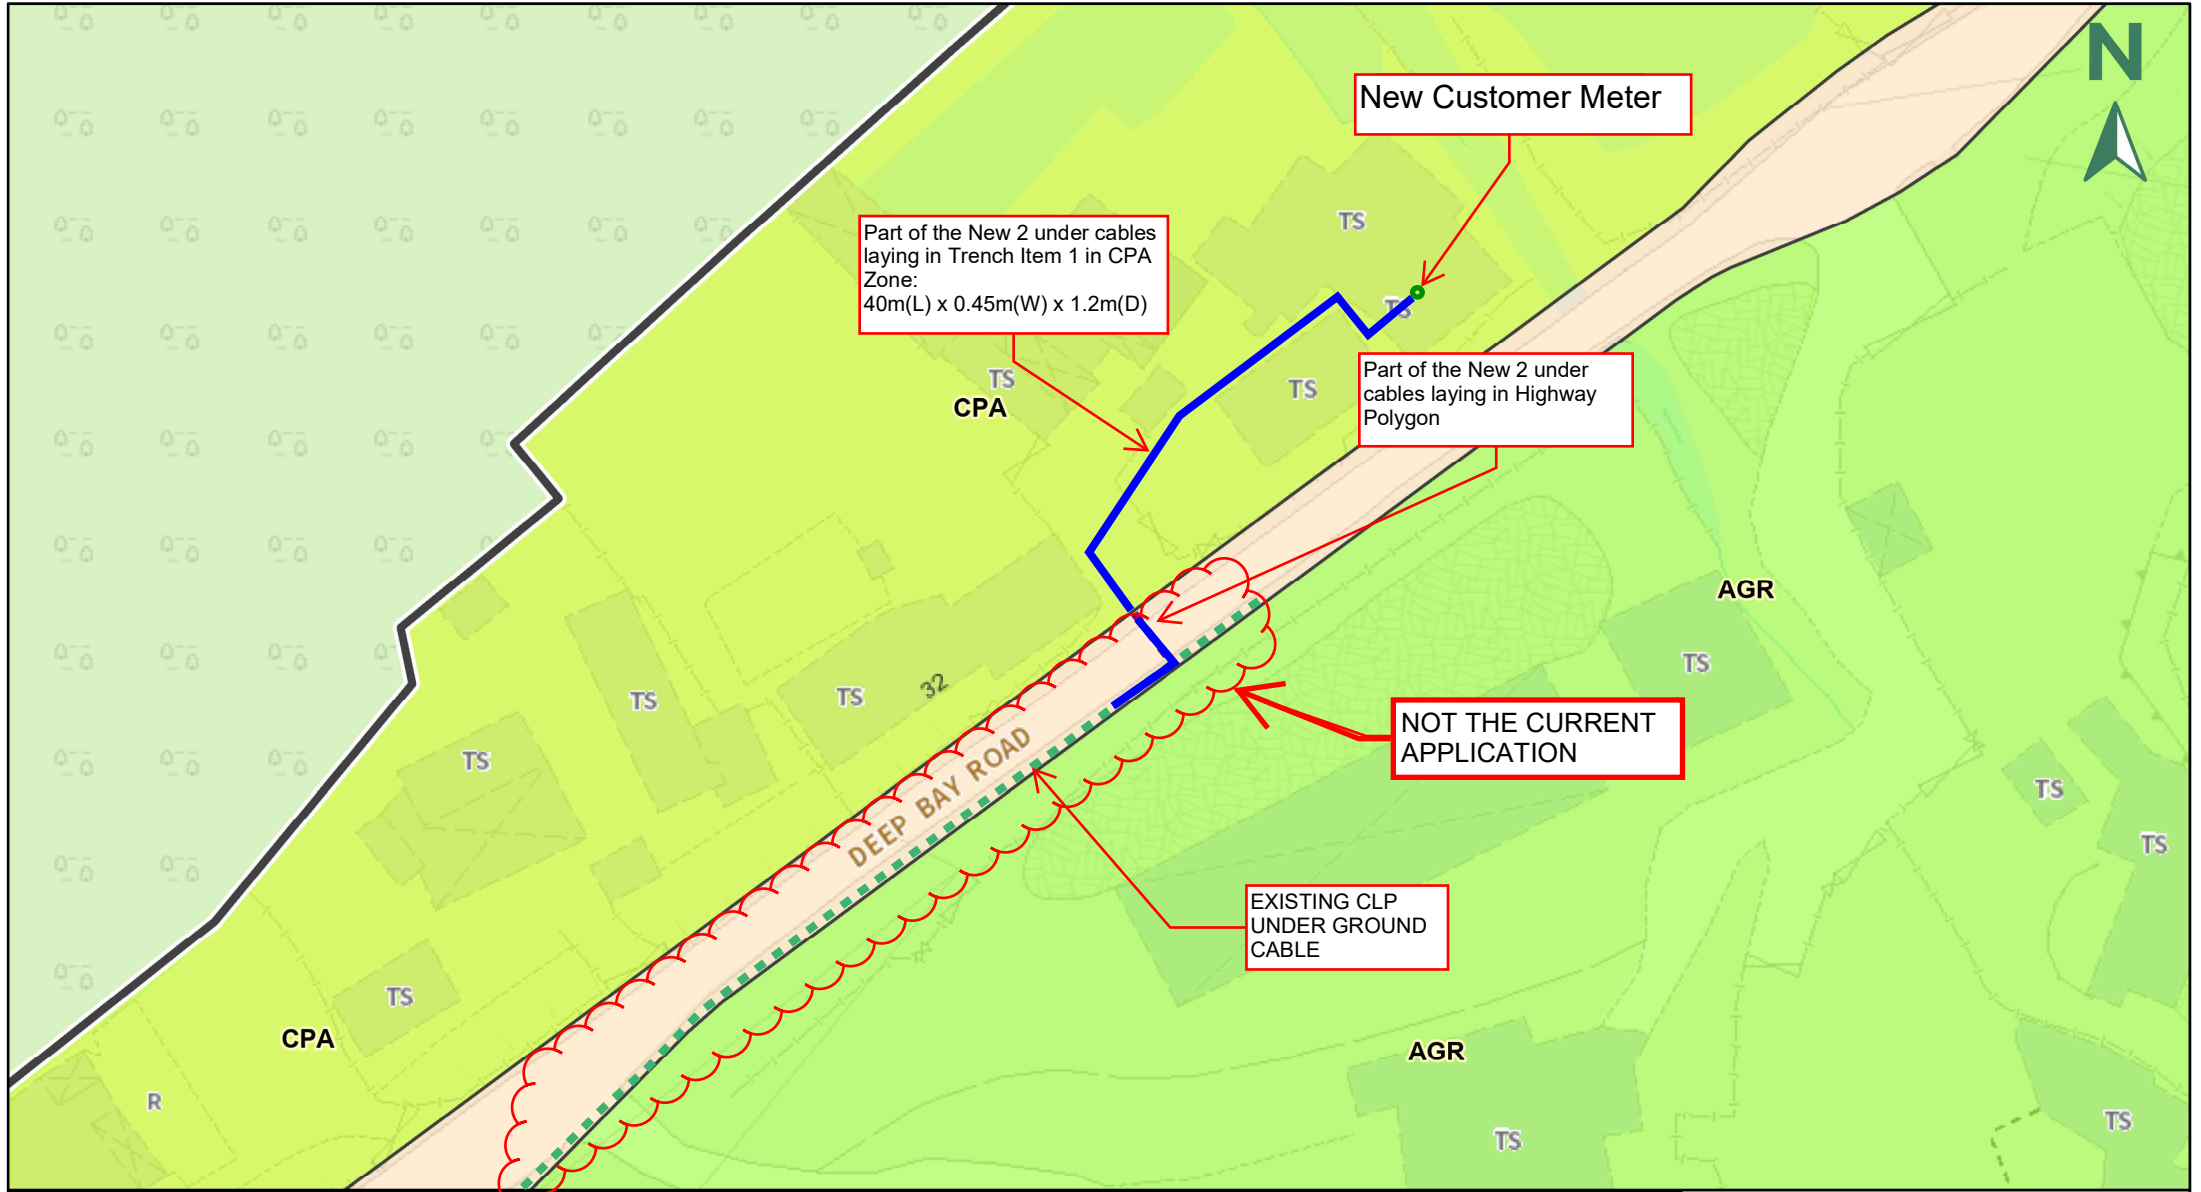 N
New Customer Meter
TS
Part of the New 2 under cables
laying in Trench Item 1 in CPA
Zone:
40m(L) x 0.45m(W) x 1.2m(D)
TS
TS
CPA
TS
Part of the New 2 under
cables laying in Highway
Polygon
AGR
TS
TS
TS
32
TS
NOT THE CURRENT
APPLICATION
DEEP BAY ROAD
TS
TS
EXISTING CLP
UNDER GROUND
CABLE
TS
CPA
AGR
R
TS
TS